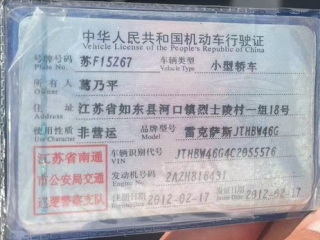 中华人民共和国机动车行驶证
Vehicle License of the People's Republic of China
号牌号码 苏F15Z67 车辆类型 小型轿车
Plate No. Vehicle Type
所有人 葛乃平
Owner
住址 江苏省如东县河口镇烈士陵村一组18号
使用性质 非营运 品牌型号 雷克萨斯JTHBW46G
Use Character Model
江苏省南通 车辆识别代号 JTHBW46G4C2055576
VIN
市公安局交通 发动机号码 2AZH816431
Engine No.
巡逻警察支队 注册日期 2012-02-17 发证日期 2012-02-17